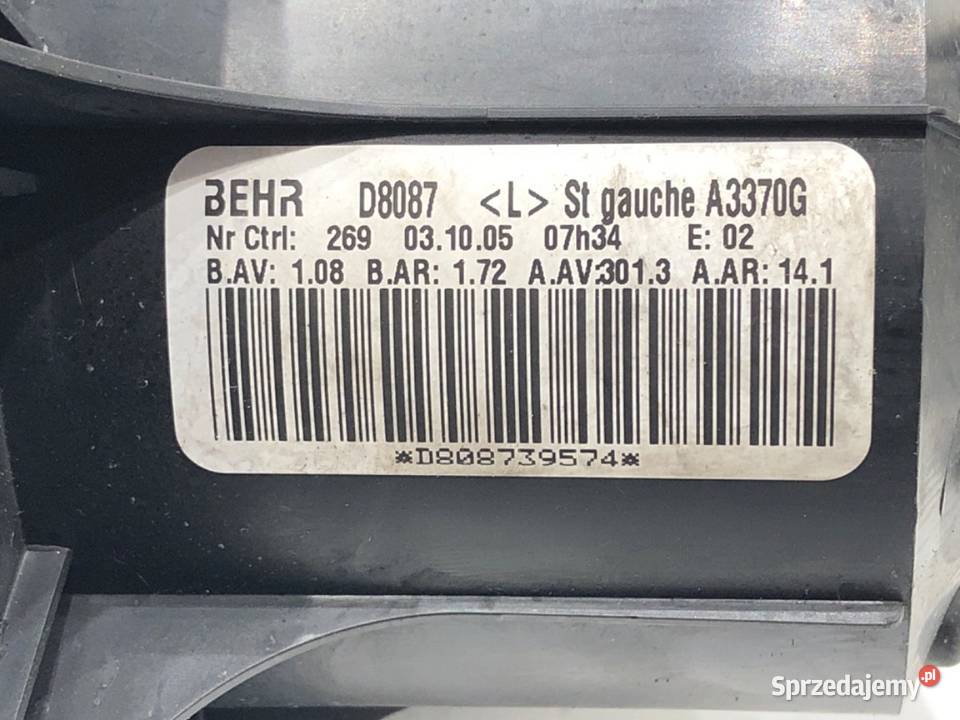 BEHR D8087 <L> St gauche A3370G
Nr Ctrl: 269 03.10.05 07h34 E: 02
B.AV: 1.08 B.AR: 1.72 A.AV:301.3 A.AR: 14.1
*D808739574*
Sprzedajemy.pl